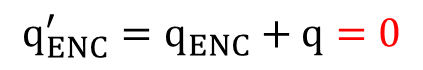 q′ENC = qENC + q = 0